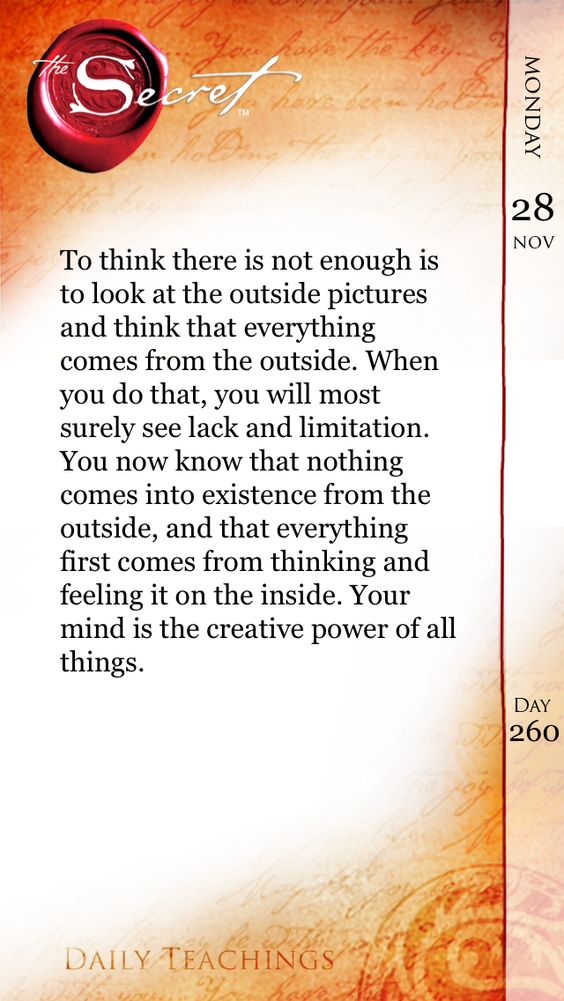 the Secret™
MONDAY
28
NOV
To think there is not enough is
to look at the outside pictures
and think that everything
comes from the outside. When
you do that, you will most
surely see lack and limitation.
You now know that nothing
comes into existence from the
outside, and that everything
first comes from thinking and
feeling it on the inside. Your
mind is the creative power of all
things.
DAY
260
DAILY TEACHINGS